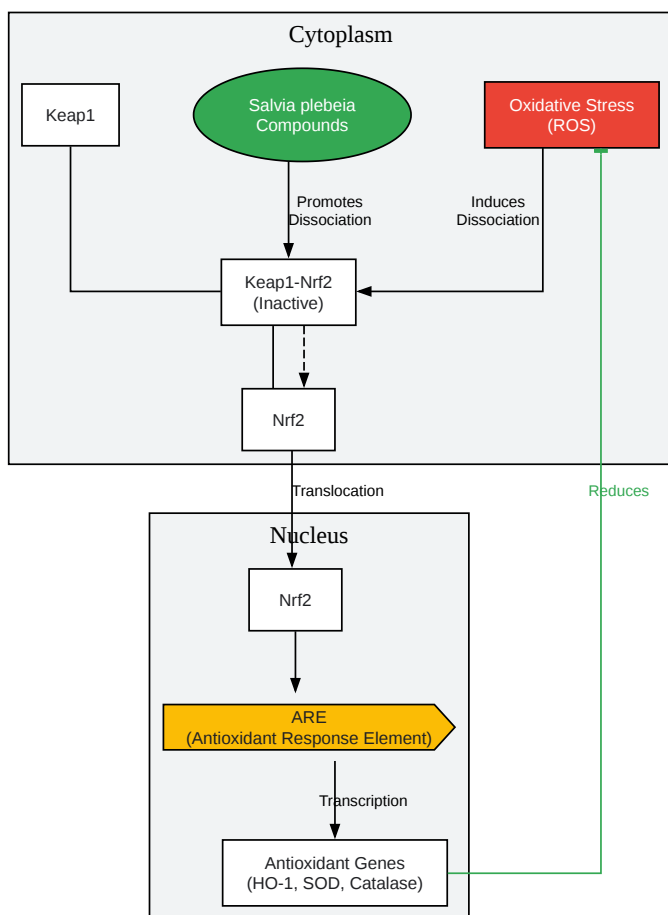 Cytoplasm
Keap1
Salvia plebeia
Compounds
Oxidative Stress
(ROS)
Promotes
Dissociation
Induces
Dissociation
Keap1-Nrf2
(Inactive)
Nrf2
Translocation
Reduces
Nucleus
Nrf2
ARE
(Antioxidant Response Element)
Transcription
Antioxidant Genes
(HO-1, SOD, Catalase)